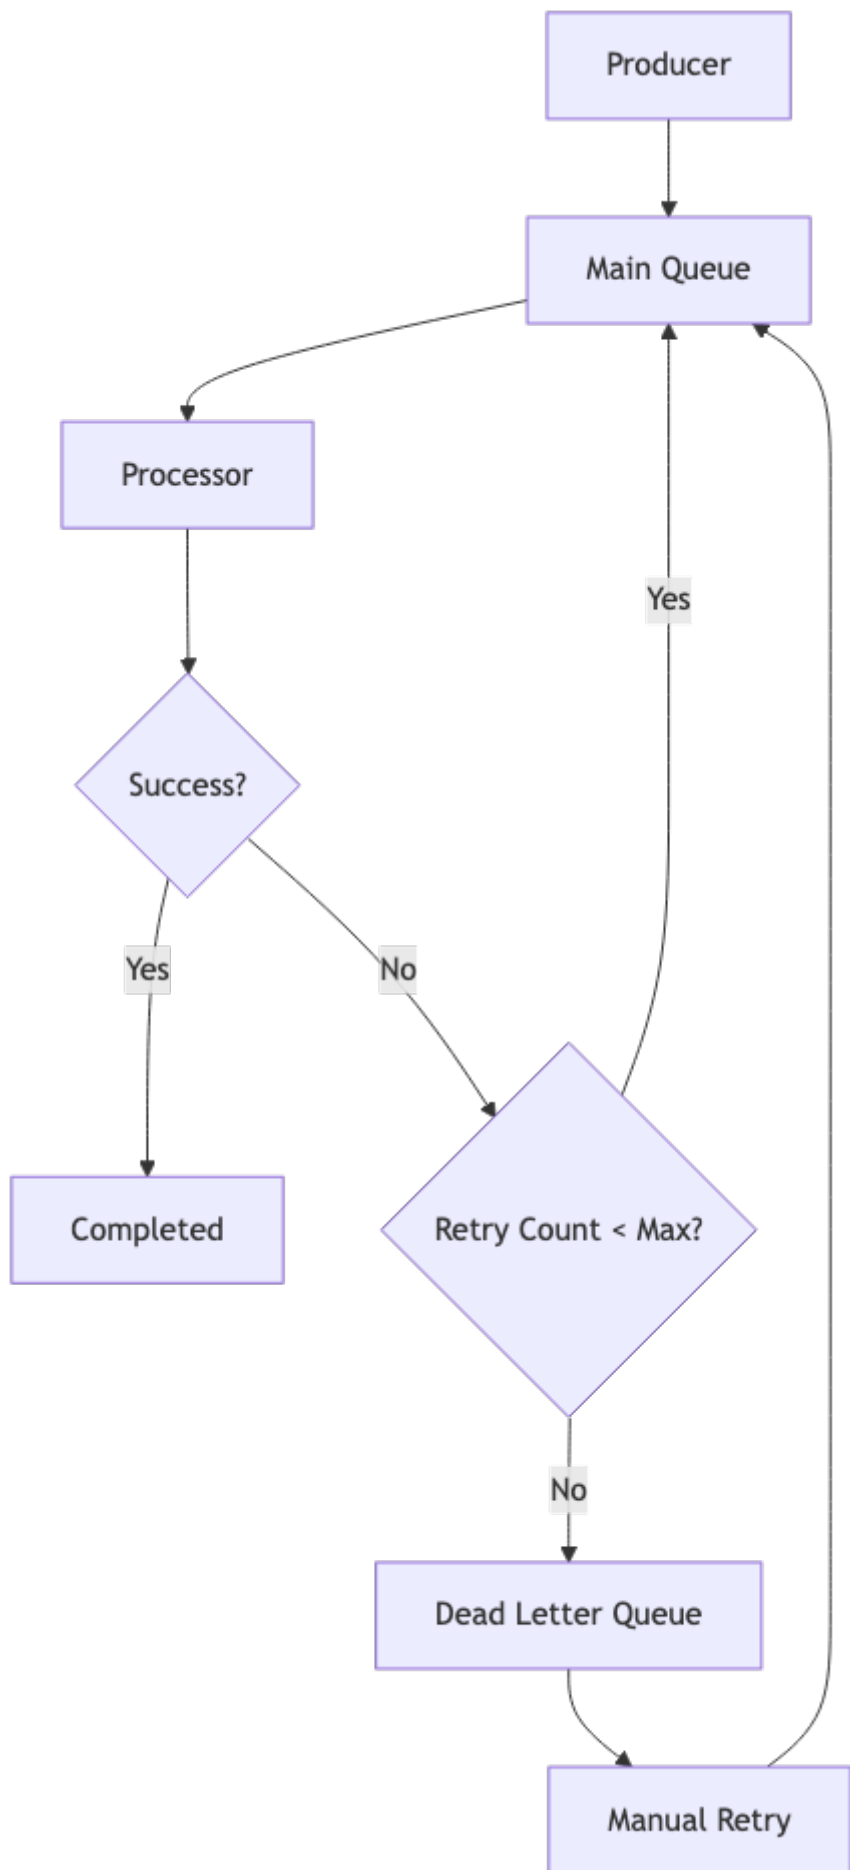 Producer
Main Queue
Processor
Yes
Success?
Yes
No
Retry Count < Max?
Completed
No
Dead Letter Queue
Manual Retry